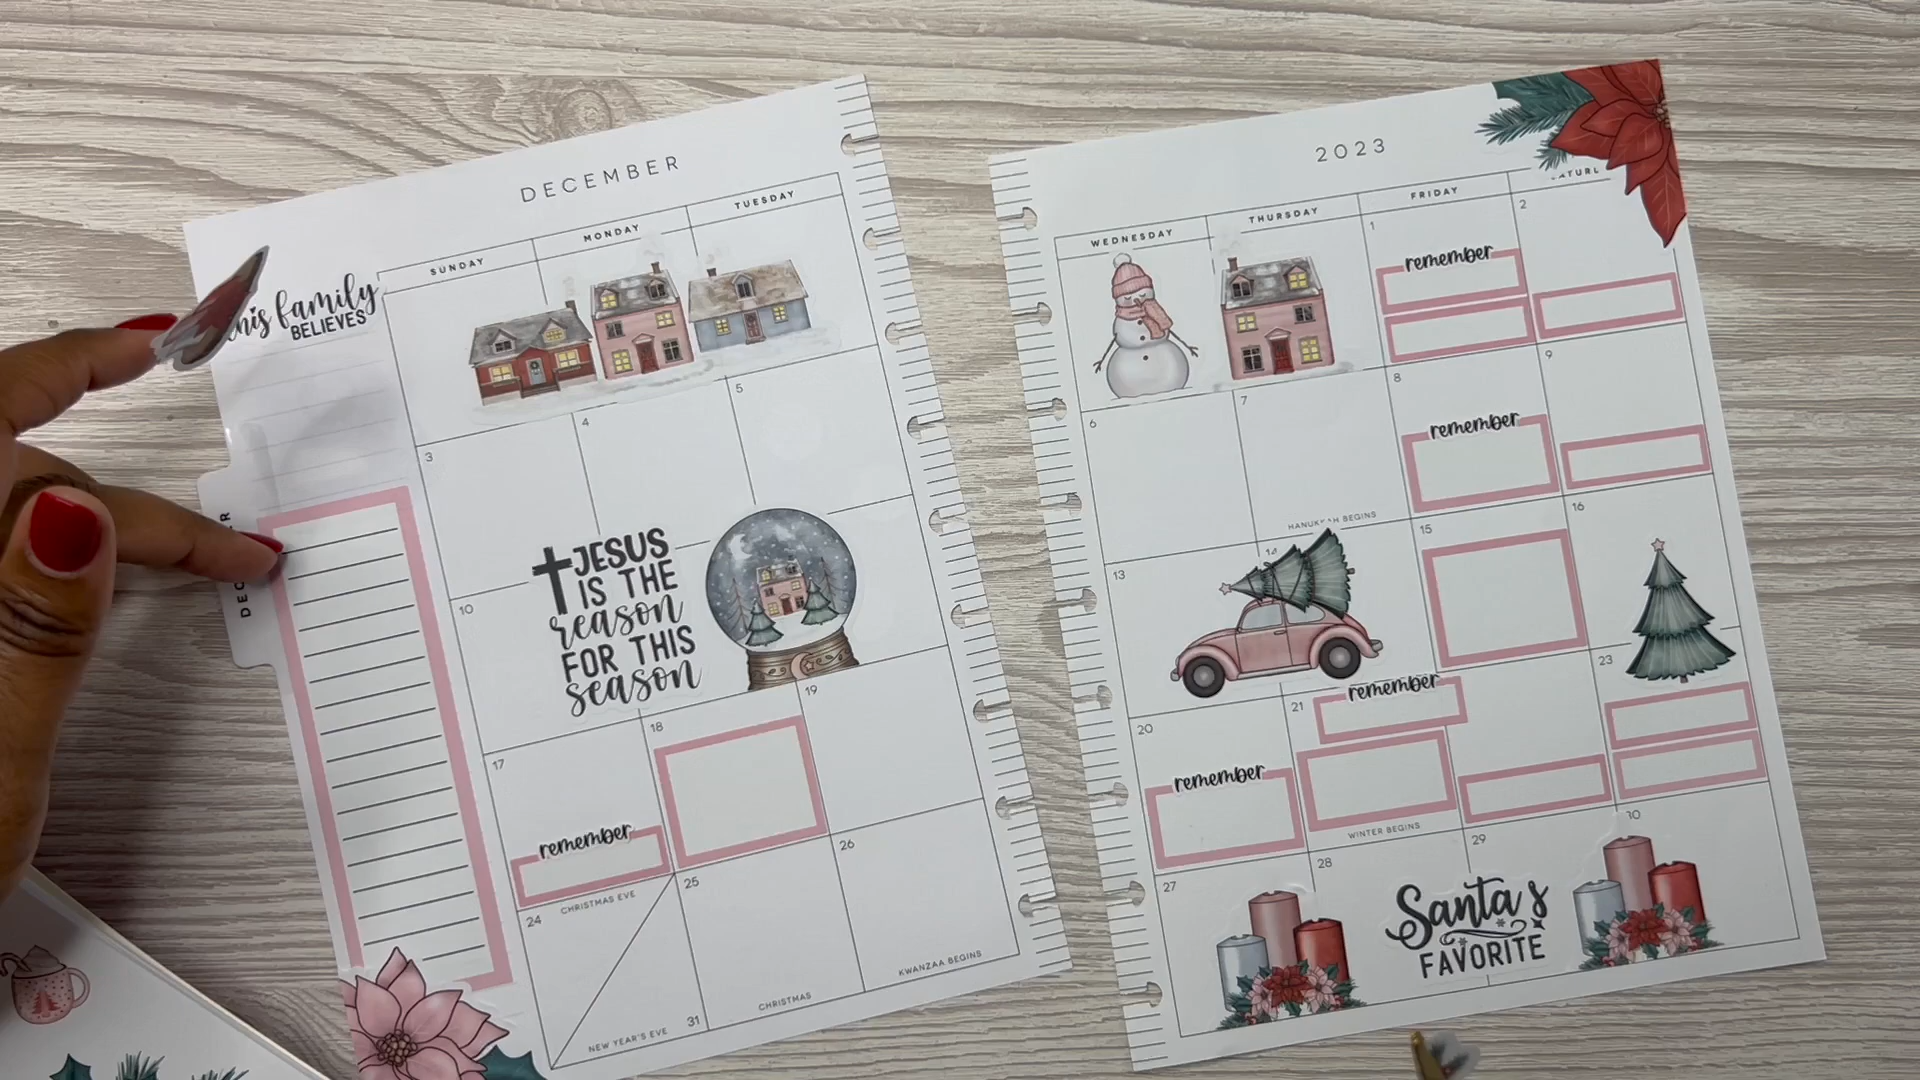 DECEMBER
SUNDAY
MONDAY
TUESDAY
his family
BELIEVES
3
4
5
JESUS
IS THE
reason
FOR THIS
season
10
17
18
19
remember
24
CHRISTMAS EVE
25
26
NEW YEAR'S EVE
31
CHRISTMAS
KWANZAA BEGINS
2023
WEDNESDAY
THURSDAY
FRIDAY
1
2
remember
6
7
8
9
remember
HANUKKAH BEGINS
13
14
15
16
20
21
remember
23
remember
WINTER BEGINS
27
28
29
30
Santa's
FAVORITE